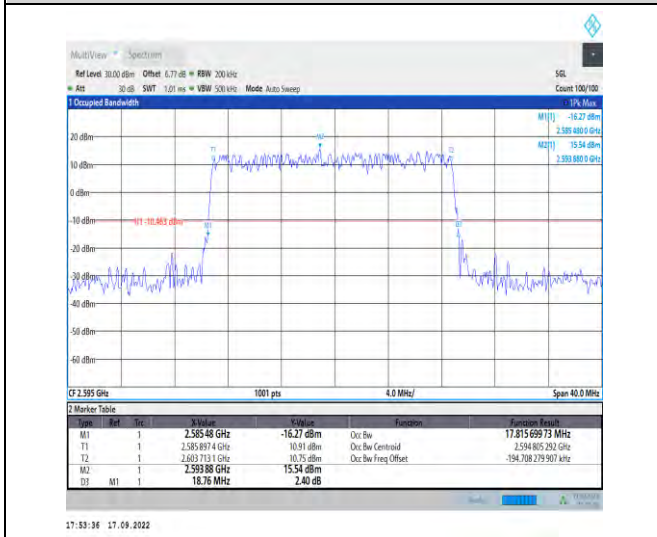 MultiView Spectrum
Ref Level 30.00 dBm Offset 6.77 dB RBW 200 kHz SGL
Att 30 dB SWT 1.01 ms VBW 500 kHz Mode Auto Sweep Count 100/100
1 Occupied Bandwidth 1Pk Max
M1[1] -16.27 dBm
2.585 480 0 GHz
M2[1] 15.54 dBm
2.593 880 0 GHz
20 dBm
M2
T1 T2
10 dBm
0 dBm
-10 dBm
H1 -10.463 dBm
M1 D3
-20 dBm
-30 dBm
-40 dBm
-50 dBm
-60 dBm
CF 2.595 GHz 1001 pts 4.0 MHz/ Span 40.0 MHz
2 Marker Table
Type Ref Trc X-Value Y-Value Function Function Result
M1 1 2.585 48 GHz -16.27 dBm Occ Bw 17.815 699 73 MHz
T1 1 2.585 897 4 GHz 10.91 dBm Occ Bw Centroid 2.594 805 292 GHz
T2 1 2.603 713 1 GHz 10.75 dBm Occ Bw Freq Offset -194.708 279 907 kHz
M2 1 2.593 88 GHz 15.54 dBm
D3 M1 1 18.76 MHz 2.40 dB
17:53:36 17.09.2022